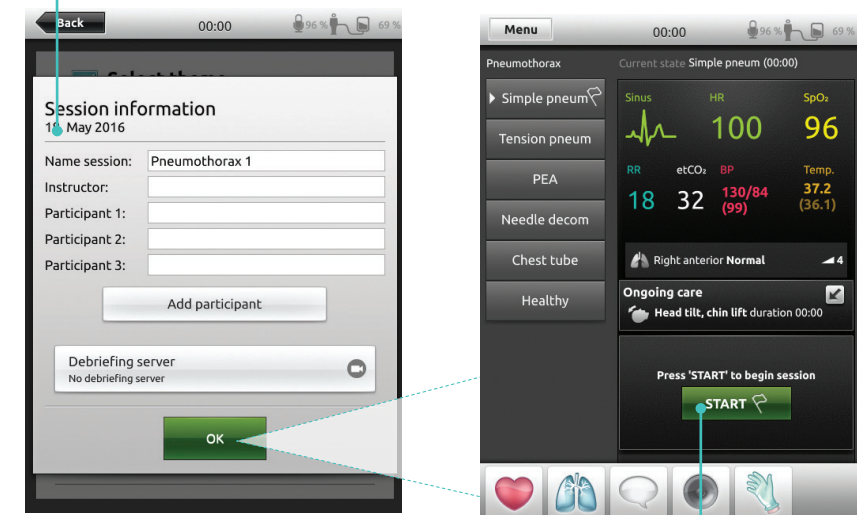 Back
00:00
96 %
69 %
Select theme
Session information
May 2016
Name session:
Pneumothorax 1
Instructor:
Participant 1:
Participant 2:
Participant 3:
Add participant
Debriefing server
No debriefing server
OK
Menu
00:00
96 %
69 %
Pneumothorax
Current state Simple pneum (00:00)
Simple pneum
Tension pneum
PEA
Needle decom
Chest tube
Healthy
Sinus
HR
SpO₂
100
96
RR
etCO₂
BP
Temp.
18
32
130/84
(99)
37.2
(36.1)
Right anterior Normal
4
Ongoing care
Head tilt, chin lift duration 00:00
Press 'START' to begin session
START